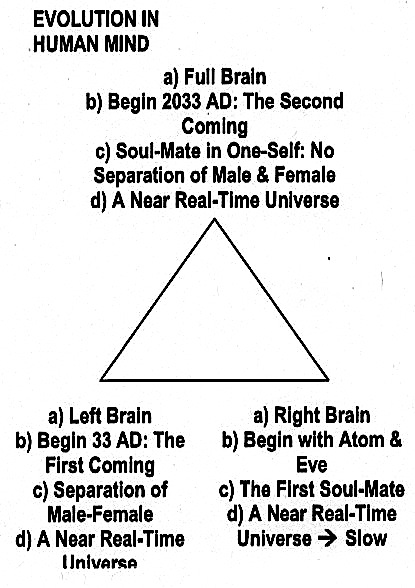 EVOLUTION IN
HUMAN MIND
a) Full Brain
b) Begin 2033 AD: The Second
Coming
c) Soul-Mate in One-Self: No
Separation of Male & Female
d) A Near Real-Time Universe
a) Left Brain
b) Begin 33 AD: The
First Coming
c) Separation of
Male-Female
d) A Near Real-Time
Universe
a) Right Brain
b) Begin with Atom &
Eve
c) The First Soul-Mate
d) A Near Real-Time
Universe → Slow